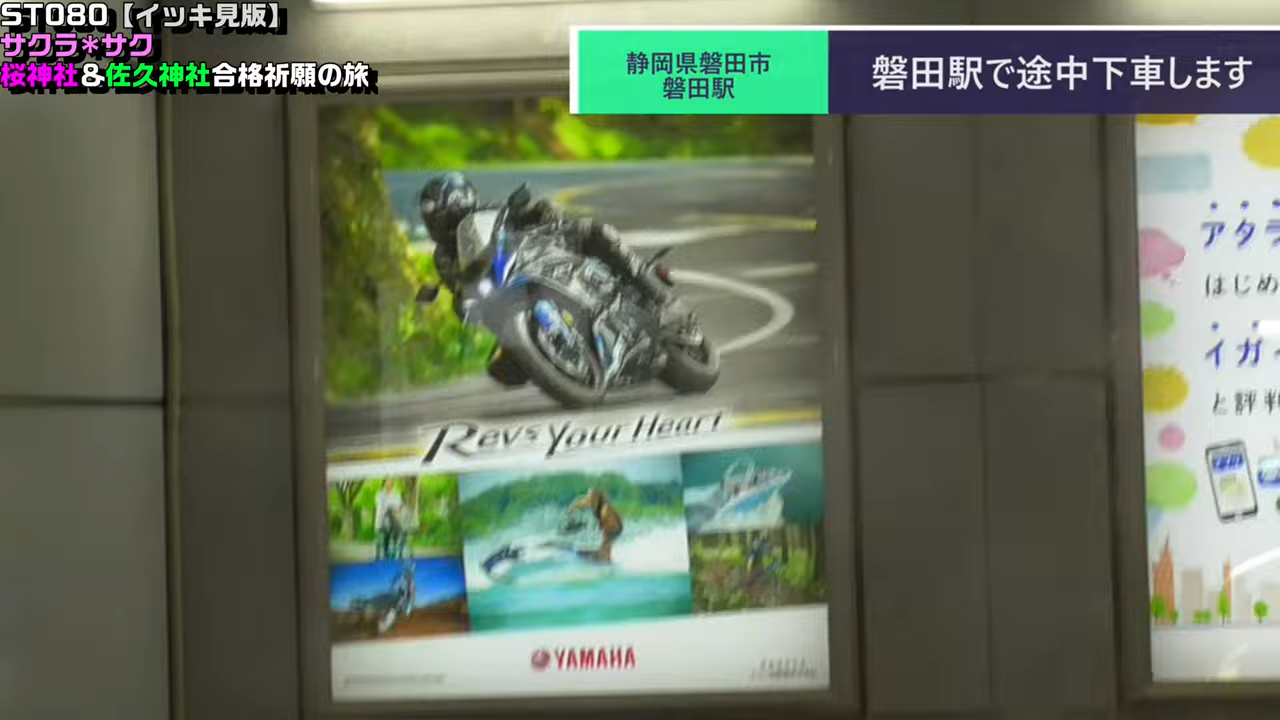 ST080【イッキ見版】
サクラ*サク
桜神社&佐久神社合格祈願の旅
静岡県磐田市
磐田駅
磐田駅で途中下車します
Revs Your Heart
YAMAHA
アタラ
はじめ
イガイ
と評判